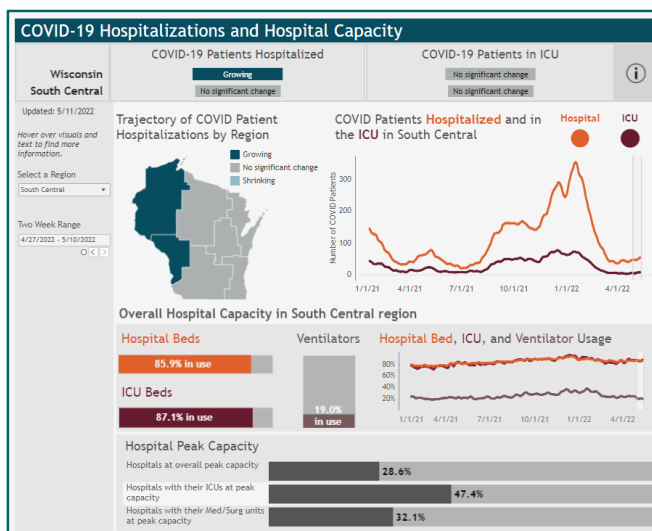 COVID-19 Hospitalizations and Hospital Capacity
Wisconsin
South Central
COVID-19 Patients Hospitalized
Growing
No significant change
COVID-19 Patients in ICU
No significant change
No significant change
i
Updated: 5/11/2022
Hover over visuals and
text to find more
information.
Select a Region
South Central
Two Week Range
4/27/2022 - 5/10/2022
Trajectory of COVID Patient
Hospitalizations by Region
Growing
No significant change
Shrinking
COVID Patients Hospitalized and in
the ICU in South Central
Hospital
ICU
Number of COVID Patients
300
200
100
0
1/1/21 4/1/21 7/1/21 10/1/21 1/1/22 4/1/22
Overall Hospital Capacity in South Central region
Hospital Beds
85.9% in use
ICU Beds
87.1% in use
Ventilators
19.0%
in use
Hospital Bed, ICU, and Ventilator Usage
80%
60%
40%
20%
1/1/21 4/1/21 7/1/21 10/1/21 1/1/22 4/1/22
Hospital Peak Capacity
Hospitals at overall peak capacity
28.6%
Hospitals with their ICUs at peak
capacity
47.4%
Hospitals with their Med/Surg units
at peak capacity
32.1%